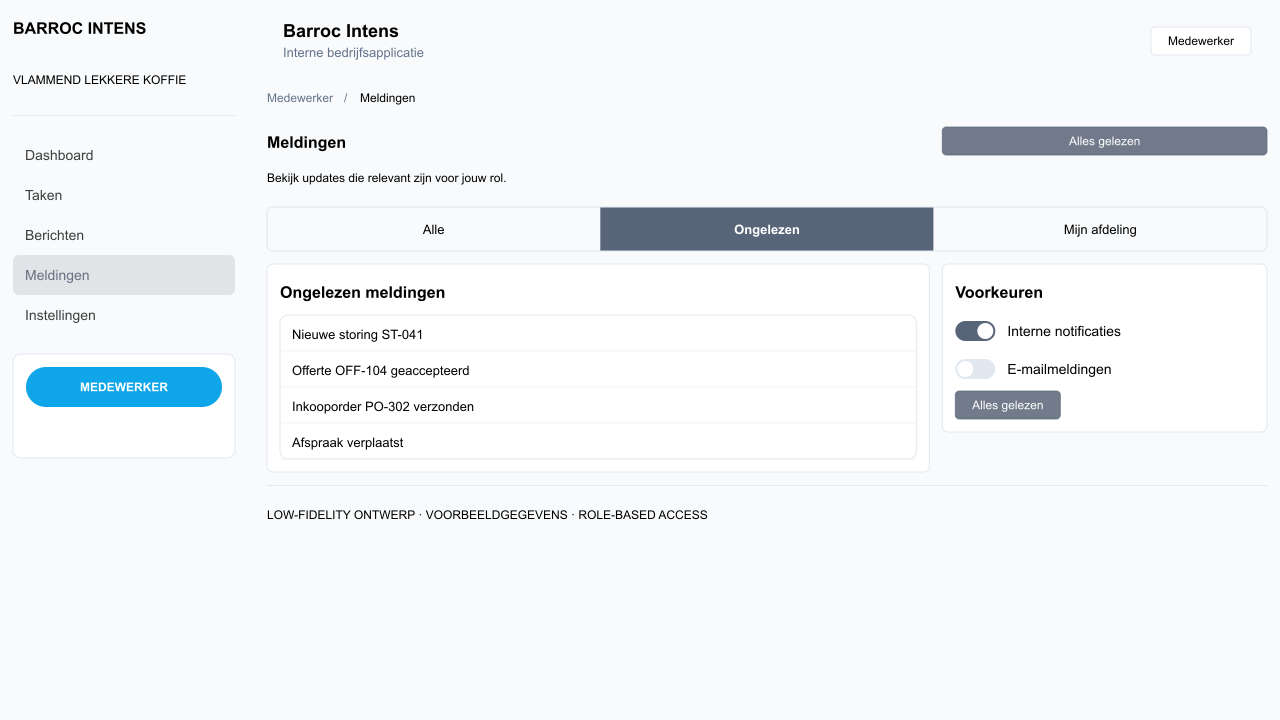 BARROC INTENS
VLAMMEND LEKKERE KOFFIE
Dashboard
Taken
Berichten
Meldingen
Instellingen
MEDEWERKER
Barroc Intens
Interne bedrijfsapplicatie
Medewerker
Medewerker / Meldingen
Meldingen
Alles gelezen
Bekijk updates die relevant zijn voor jouw rol.
Alle
Ongelezen
Mijn afdeling
Ongelezen meldingen
Nieuwe storing ST-041
Offerte OFF-104 geaccepteerd
Inkooporder PO-302 verzonden
Afspraak verplaatst
Voorkeuren
Interne notificaties
E-mailmeldingen
Alles gelezen
LOW-FIDELITY ONTWERP · VOORBEELDGEGEVENS · ROLE-BASED ACCESS